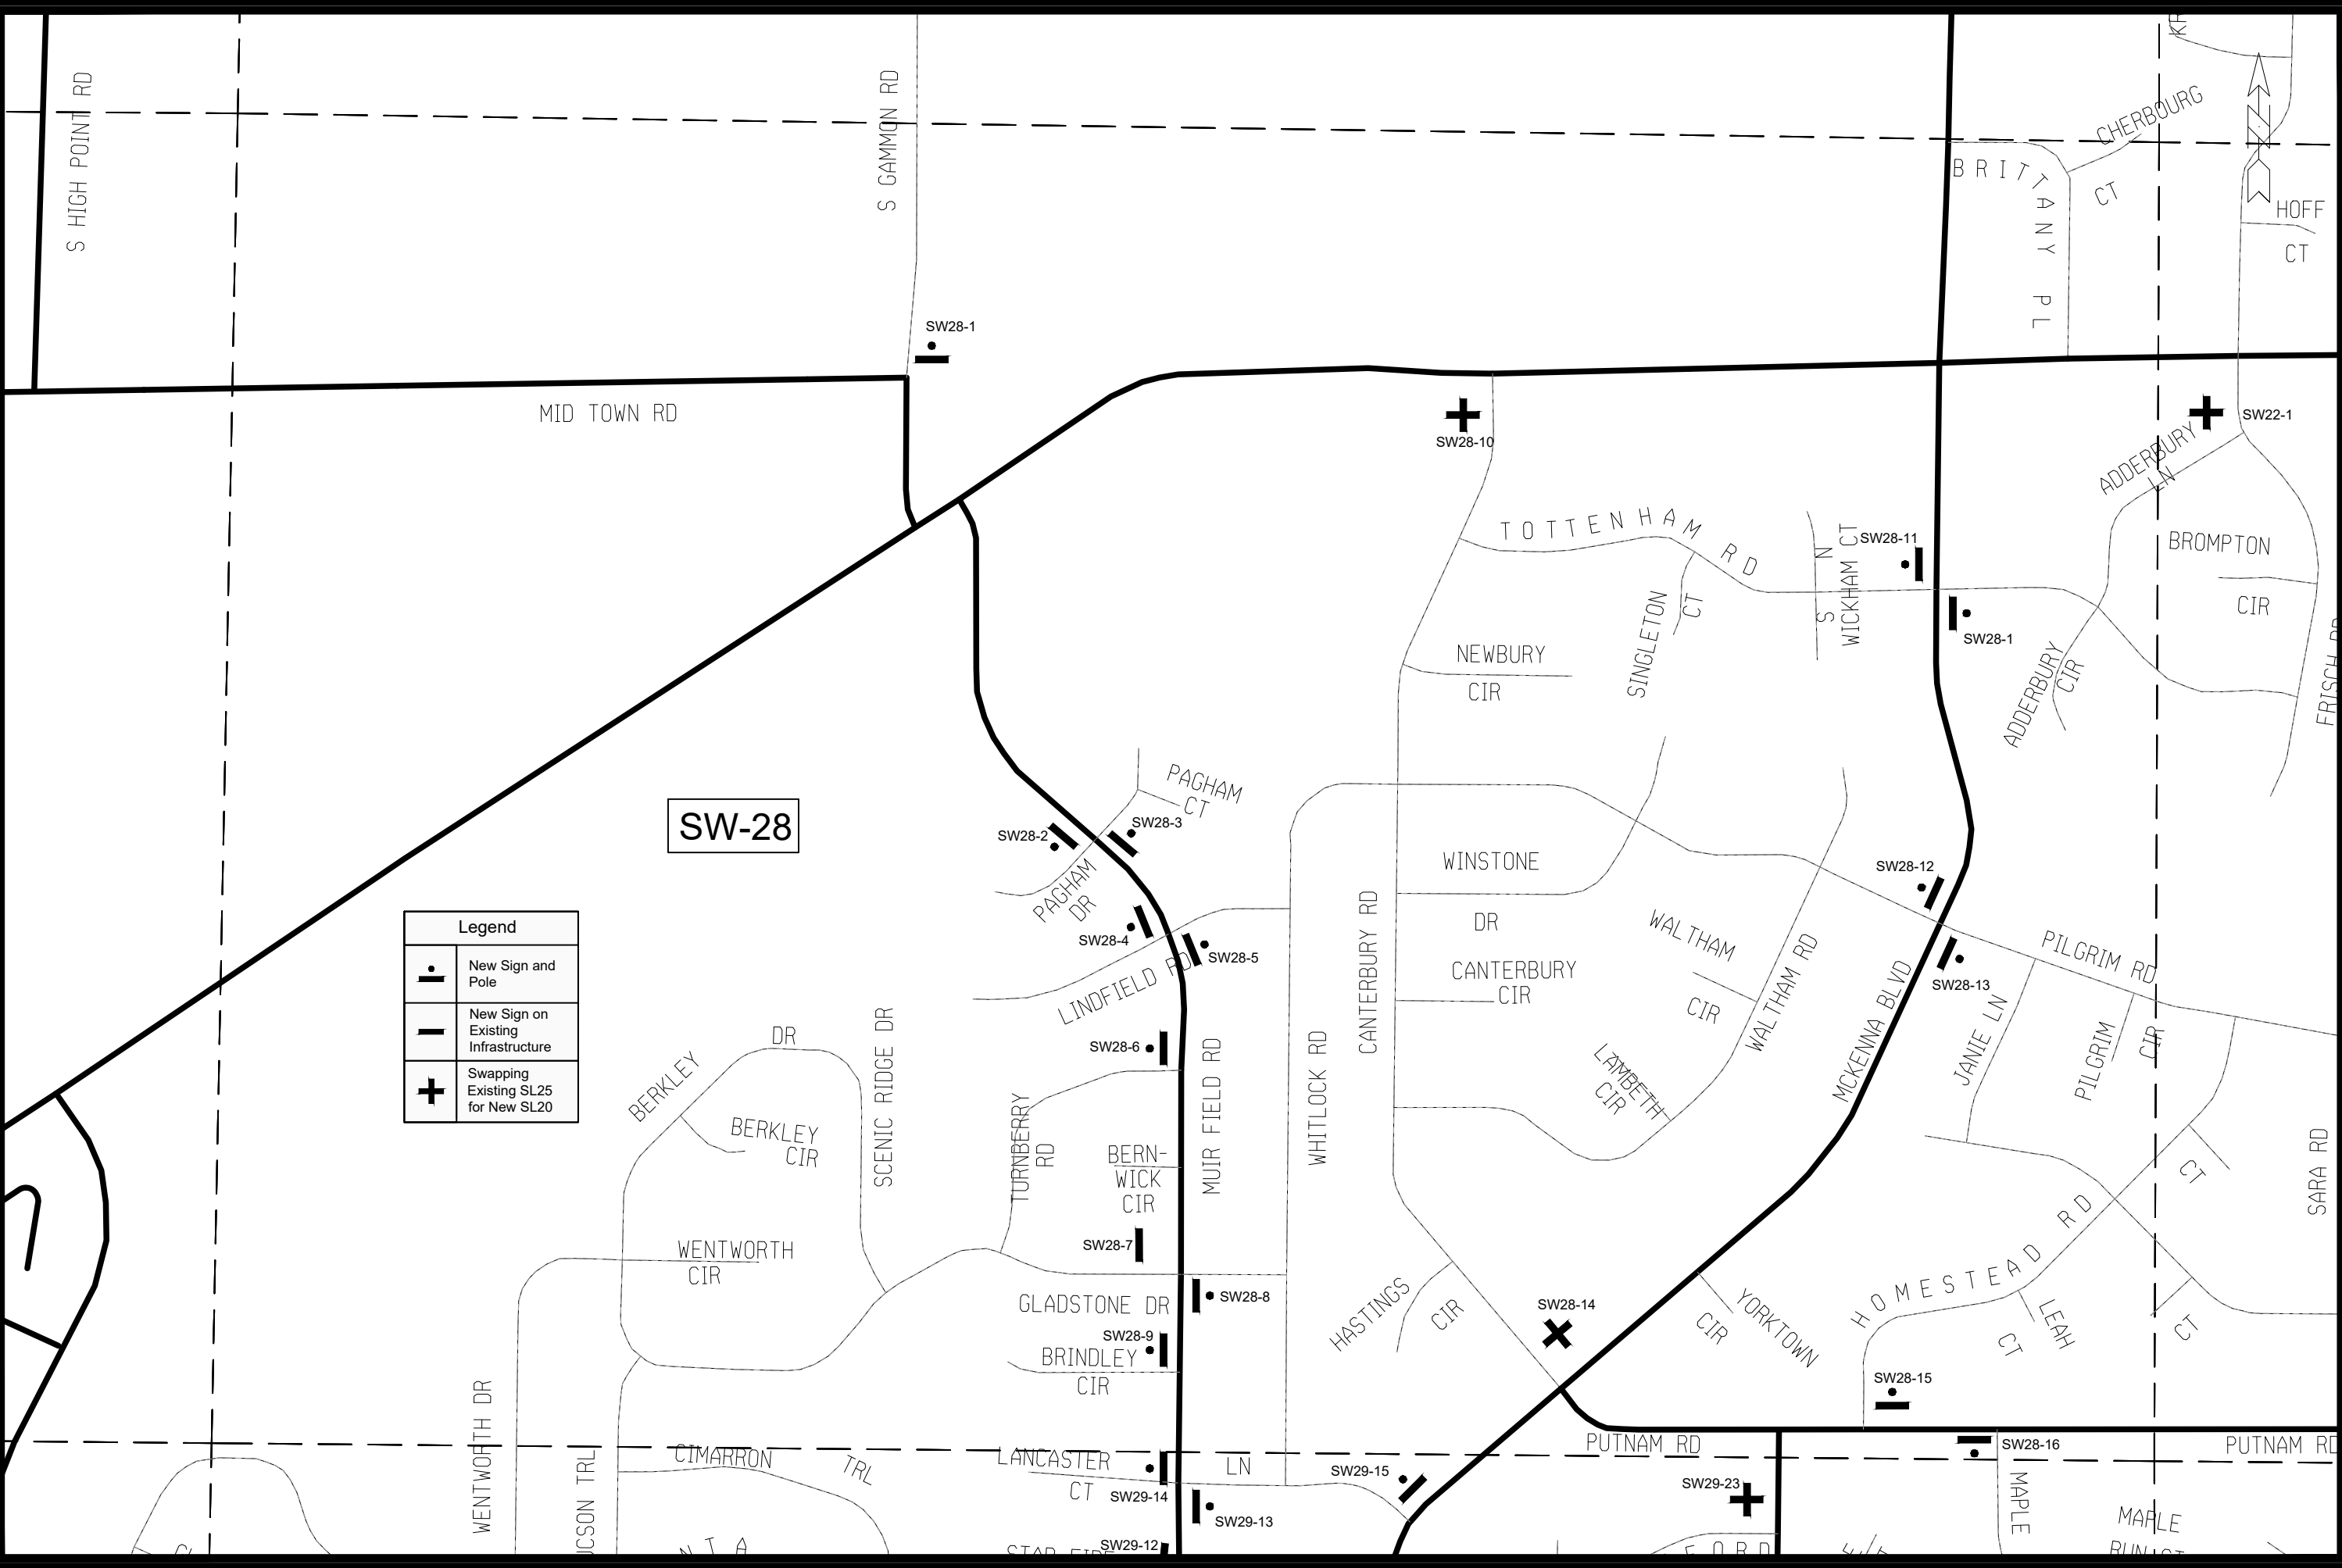 S HIGH POINT RD
S GAMMON RD
CHERBOURG
CT
BRITTANY PL
HOFF
CT
SW28-1
MID TOWN RD
SW28-10
SW22-1
ADDERBURY
LN
TOTTENHAM RD
N
S
WICKHAM CT
SW28-11
BROMPTON
CIR
SINGLETON
CT
SW28-1
NEWBURY
CIR
ADDERBURY
CIR
FRISCH RD
PAGHAM
CT
SW-28
SW28-2
SW28-3
PAGHAM
DR
WINSTONE
DR
SW28-12
SW28-4
SW28-5
LINDFIELD RD
CANTERBURY RD
CANTERBURY
CIR
WALTHAM
CIR
WALTHAM RD
MCKENNA BLVD
SW28-13
PILGRIM RD
JANIE LN
PILGRIM
CIR
Legend
New Sign and
Pole
New Sign on
Existing
Infrastructure
Swapping
Existing SL25
for New SL20
BERKLEY
DR
SCENIC RIDGE DR
BERKLEY
CIR
SW28-6
TURNBERRY
RD
MUIR FIELD RD
WHITLOCK RD
LAMBETH
CIR
BERN-
WICK
CIR
SARA RD
CT
HOMESTEAD RD
WENTWORTH
CIR
SW28-7
SW28-8
GLADSTONE DR
SW28-9
BRINDLEY
CIR
HASTINGS
CIR
SW28-14
YORKTOWN
CIR
LEAH
CT
CT
SW28-15
WENTWORTH DR
UCSON TRL
CIMARRON
TRL
LANCASTER
CT
LN
SW29-14
SW29-13
SW29-15
PUTNAM RD
SW28-16
PUTNAM RD
SW29-23
MAPLE
MAPLE
SW29-12